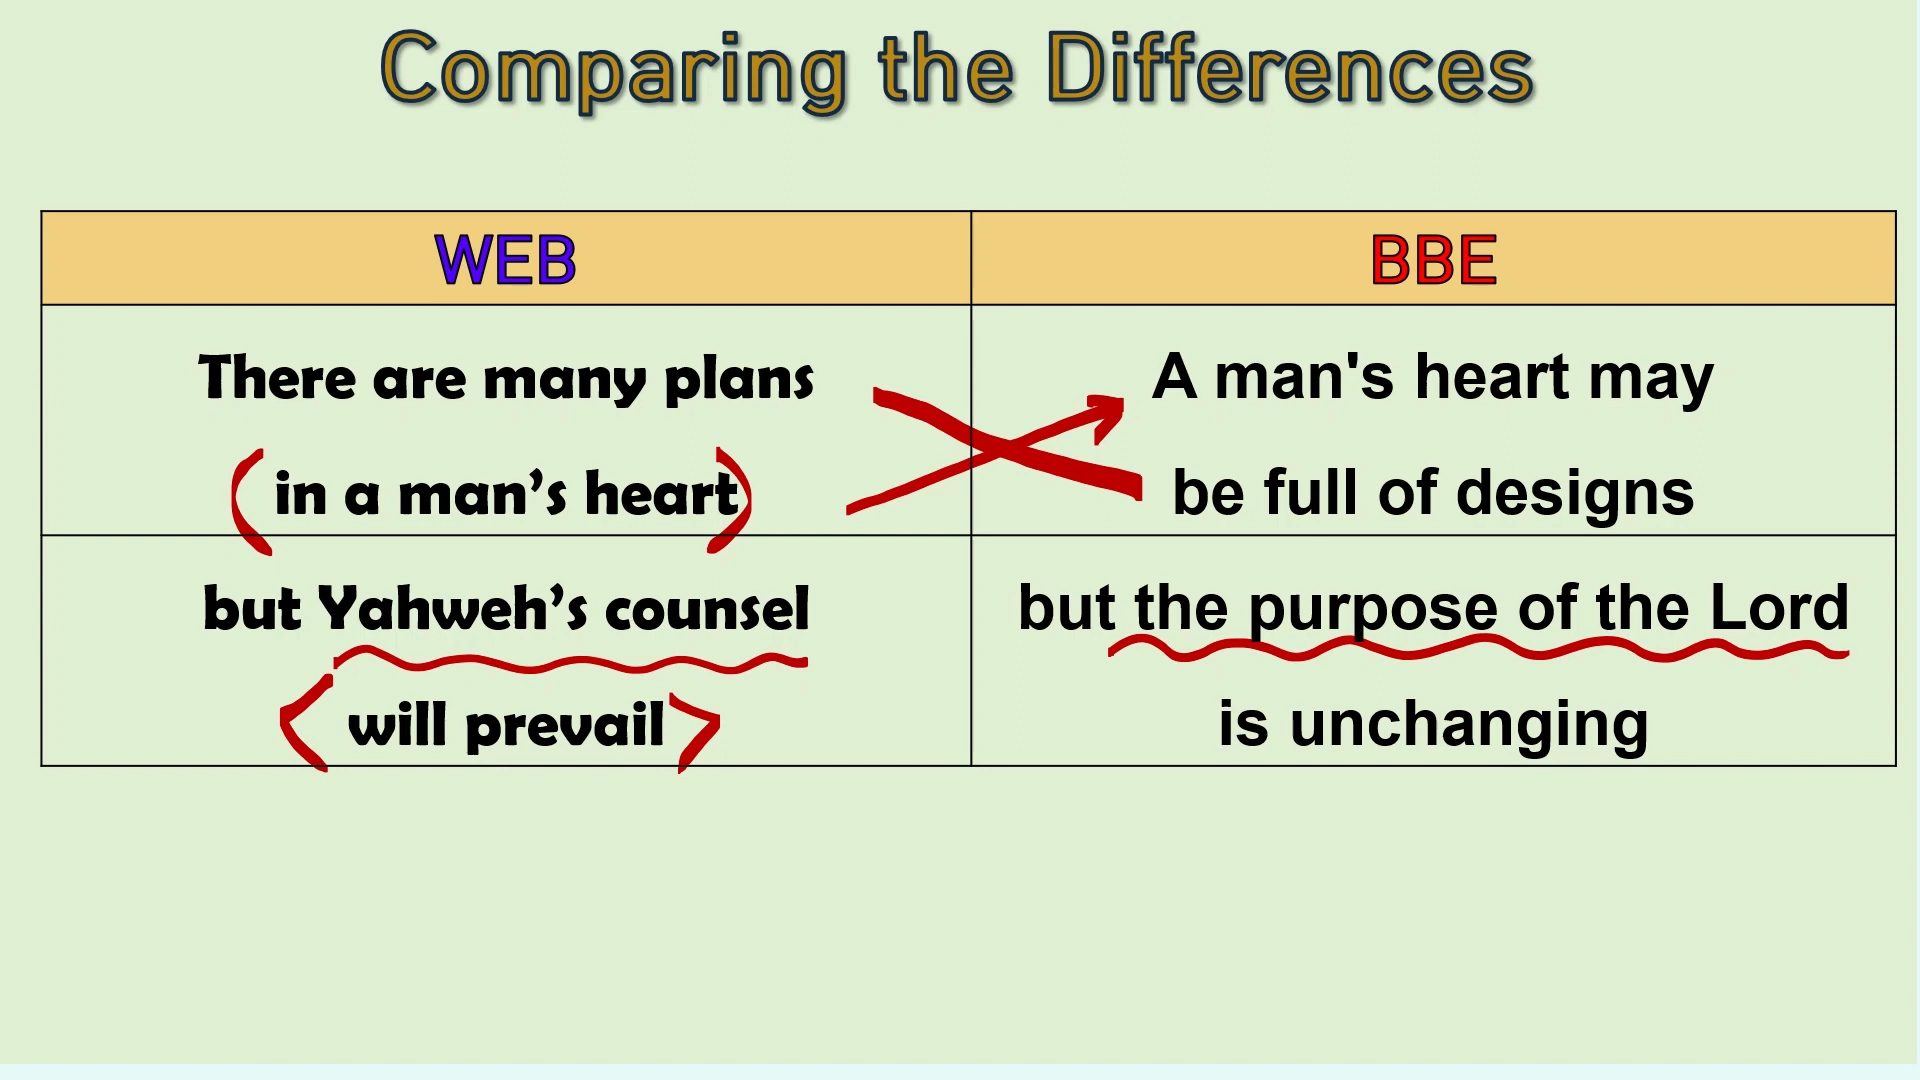 Comparing the Differences
WEB
BBE
There are many plans
in a man’s heart
A man's heart may
be full of designs
but Yahweh’s counsel
will prevail
but the purpose of the Lord
is unchanging